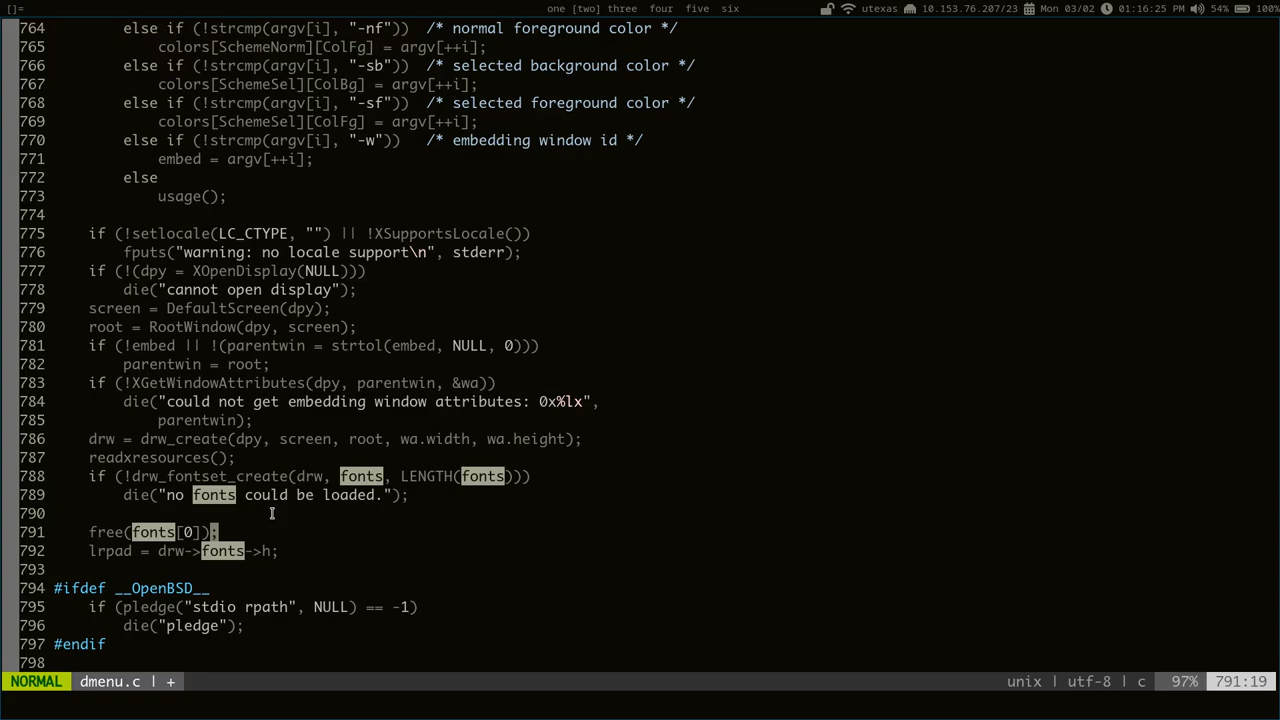 []= one [two] three four five six utexas 10.153.76.207/23 Mon 03/02 01:16:25 PM 54% 100%
764 else if (!strcmp(argv[i], "-nf")) /* normal foreground color */
765 colors[SchemeNorm][ColFg] = argv[++i];
766 else if (!strcmp(argv[i], "-sb")) /* selected background color */
767 colors[SchemeSel][ColBg] = argv[++i];
768 else if (!strcmp(argv[i], "-sf")) /* selected foreground color */
769 colors[SchemeSel][ColFg] = argv[++i];
770 else if (!strcmp(argv[i], "-w")) /* embedding window id */
771 embed = argv[++i];
772 else
773 usage();
774
775 if (!setlocale(LC_CTYPE, "") || !XSupportsLocale())
776 fputs("warning: no locale support\n", stderr);
777 if (!(dpy = XOpenDisplay(NULL)))
778 die("cannot open display");
779 screen = DefaultScreen(dpy);
780 root = RootWindow(dpy, screen);
781 if (!embed || !(parentwin = strtol(embed, NULL, 0)))
782 parentwin = root;
783 if (!XGetWindowAttributes(dpy, parentwin, &wa))
784 die("could not get embedding window attributes: 0x%lx",
785 parentwin);
786 drw = drw_create(dpy, screen, root, wa.width, wa.height);
787 readxresources();
788 if (!drw_fontset_create(drw, fonts, LENGTH(fonts)))
789 die("no fonts could be loaded.");
790
791 free(fonts[0]);
792 lrpad = drw->fonts->h;
793
794 #ifdef __OpenBSD__
795 if (pledge("stdio rpath", NULL) == -1)
796 die("pledge");
797 #endif
798
NORMAL dmenu.c | + unix | utf-8 | c 97% 791:19